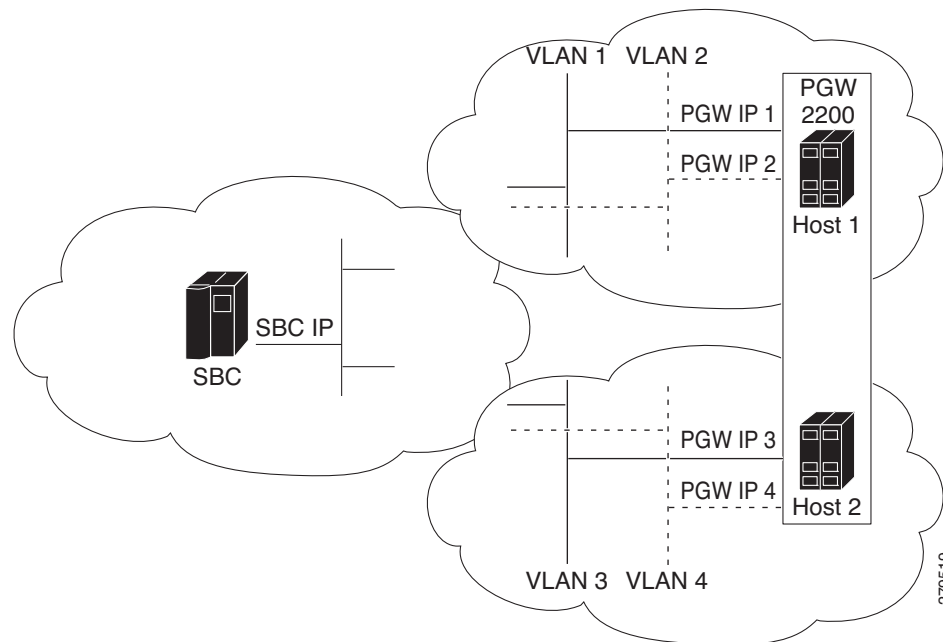 VLAN 1 VLAN 2
PGW
2200
PGW IP 1
PGW IP 2
Host 1
SBC IP
SBC
PGW IP 3
PGW IP 4
Host 2
VLAN 3 VLAN 4